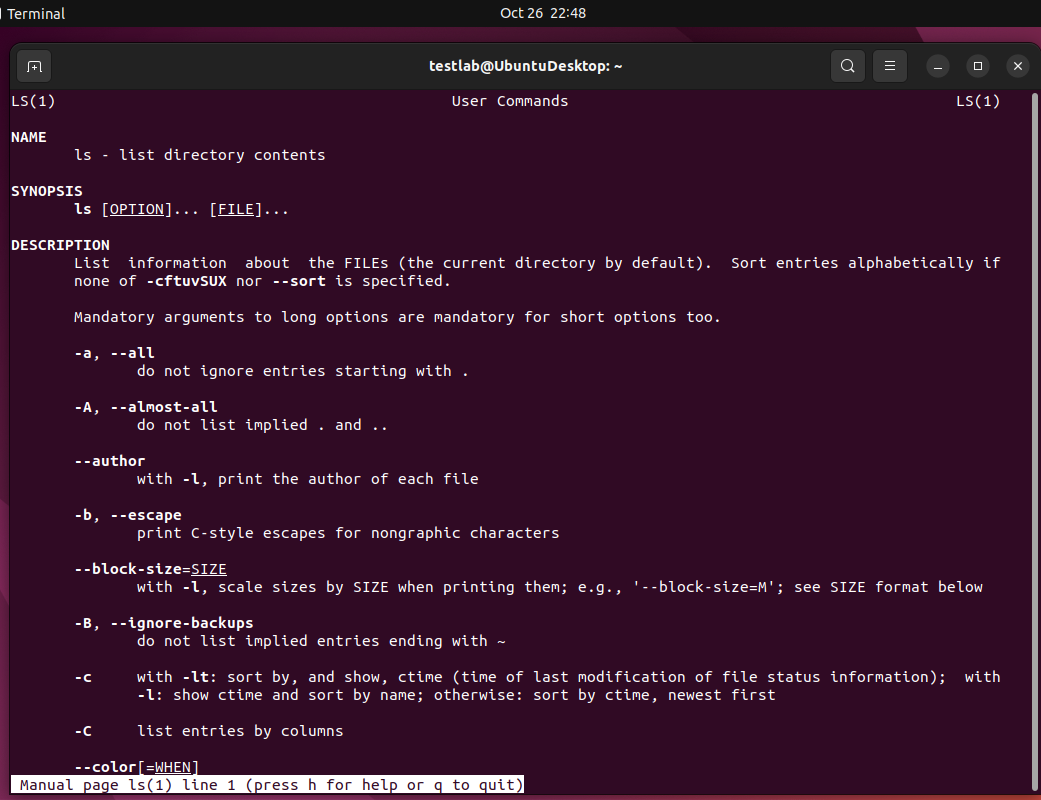 Terminal
Oct 26 22:48
testlab@UbuntuDesktop: ~
LS(1) User Commands LS(1)
NAME
ls - list directory contents
SYNOPSIS
ls [OPTION]... [FILE]...
DESCRIPTION
List information about the FILEs (the current directory by default). Sort entries alphabetically if
none of -cftuvSUX nor --sort is specified.
Mandatory arguments to long options are mandatory for short options too.
-a, --all
do not ignore entries starting with .
-A, --almost-all
do not list implied . and ..
--author
with -l, print the author of each file
-b, --escape
print C-style escapes for nongraphic characters
--block-size=SIZE
with -l, scale sizes by SIZE when printing them; e.g., '--block-size=M'; see SIZE format below
-B, --ignore-backups
do not list implied entries ending with ~
-c with -lt: sort by, and show, ctime (time of last modification of file status information); with
-l: show ctime and sort by name; otherwise: sort by ctime, newest first
-C list entries by columns
--color[=WHEN]
Manual page ls(1) line 1 (press h for help or q to quit)